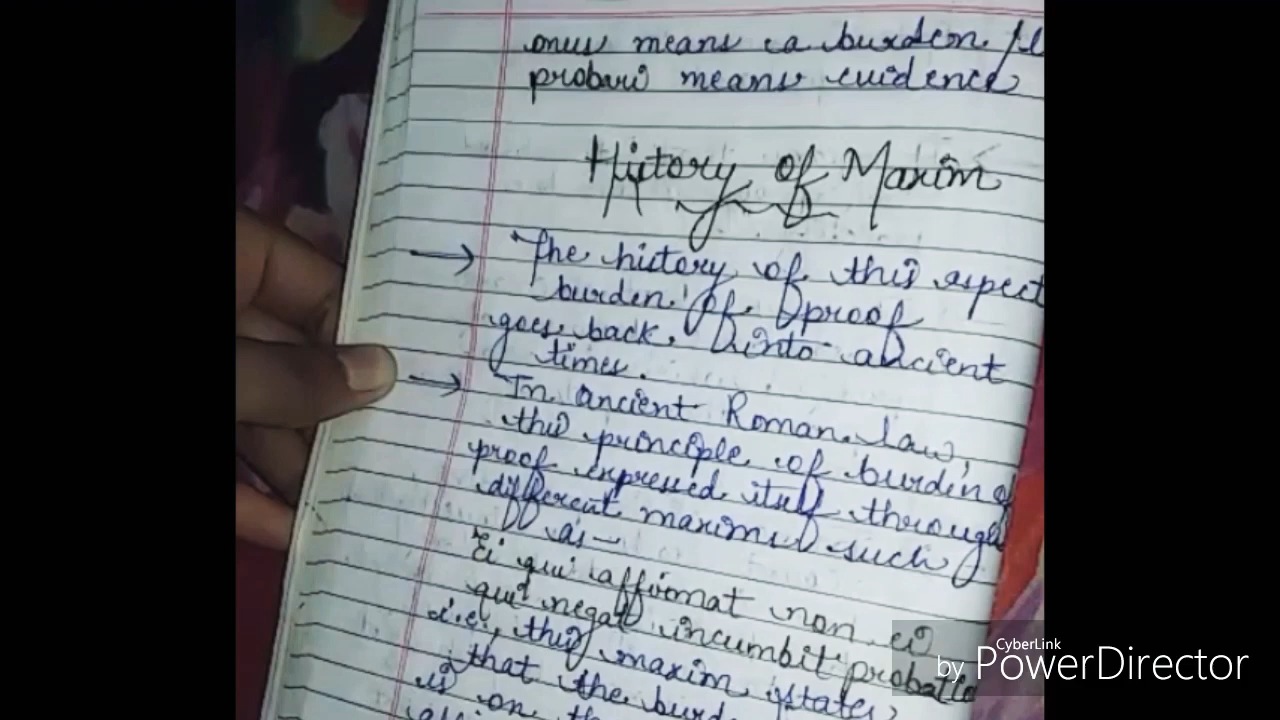 onus means a burden.
probari means evidence
History of Maxim
→ The history of this aspect
burden of proof
goes back into ancient
times.
→ In ancient Roman law,
this principle of burden of
proof expressed itself through
different maxims such
as -
Ei qui affirmat non ei
qui negat incumbit probatio
i.e., this maxim states
that the burd
is on th
CyberLink
by PowerDirector